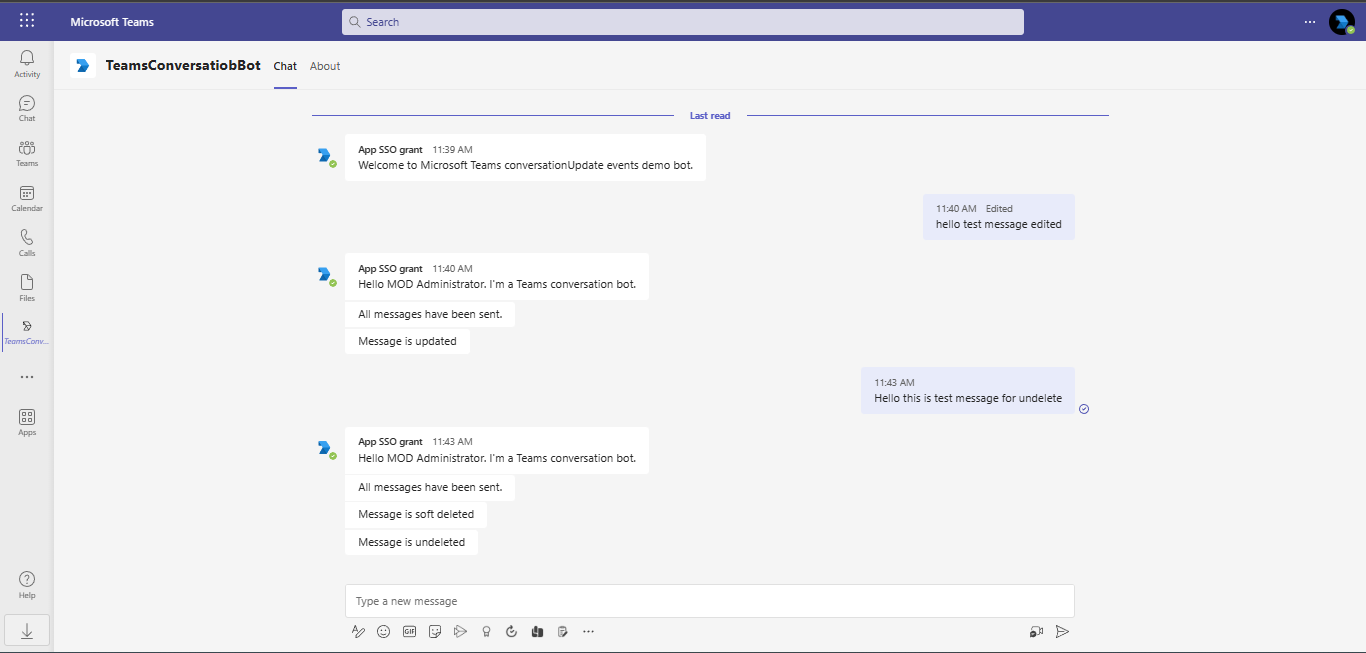 Microsoft Teams
Search
Activity
Chat
Teams
Calendar
Calls
Files
TeamsConv...
Apps
Help
TeamsConversatiobBot Chat About
Last read
App SSO grant 11:39 AM
Welcome to Microsoft Teams conversationUpdate events demo bot.
11:40 AM Edited
hello test message edited
App SSO grant 11:40 AM
Hello MOD Administrator. I'm a Teams conversation bot.
All messages have been sent.
Message is updated
11:43 AM
Hello this is test message for undelete
App SSO grant 11:43 AM
Hello MOD Administrator. I'm a Teams conversation bot.
All messages have been sent.
Message is soft deleted
Message is undeleted
Type a new message
GIF